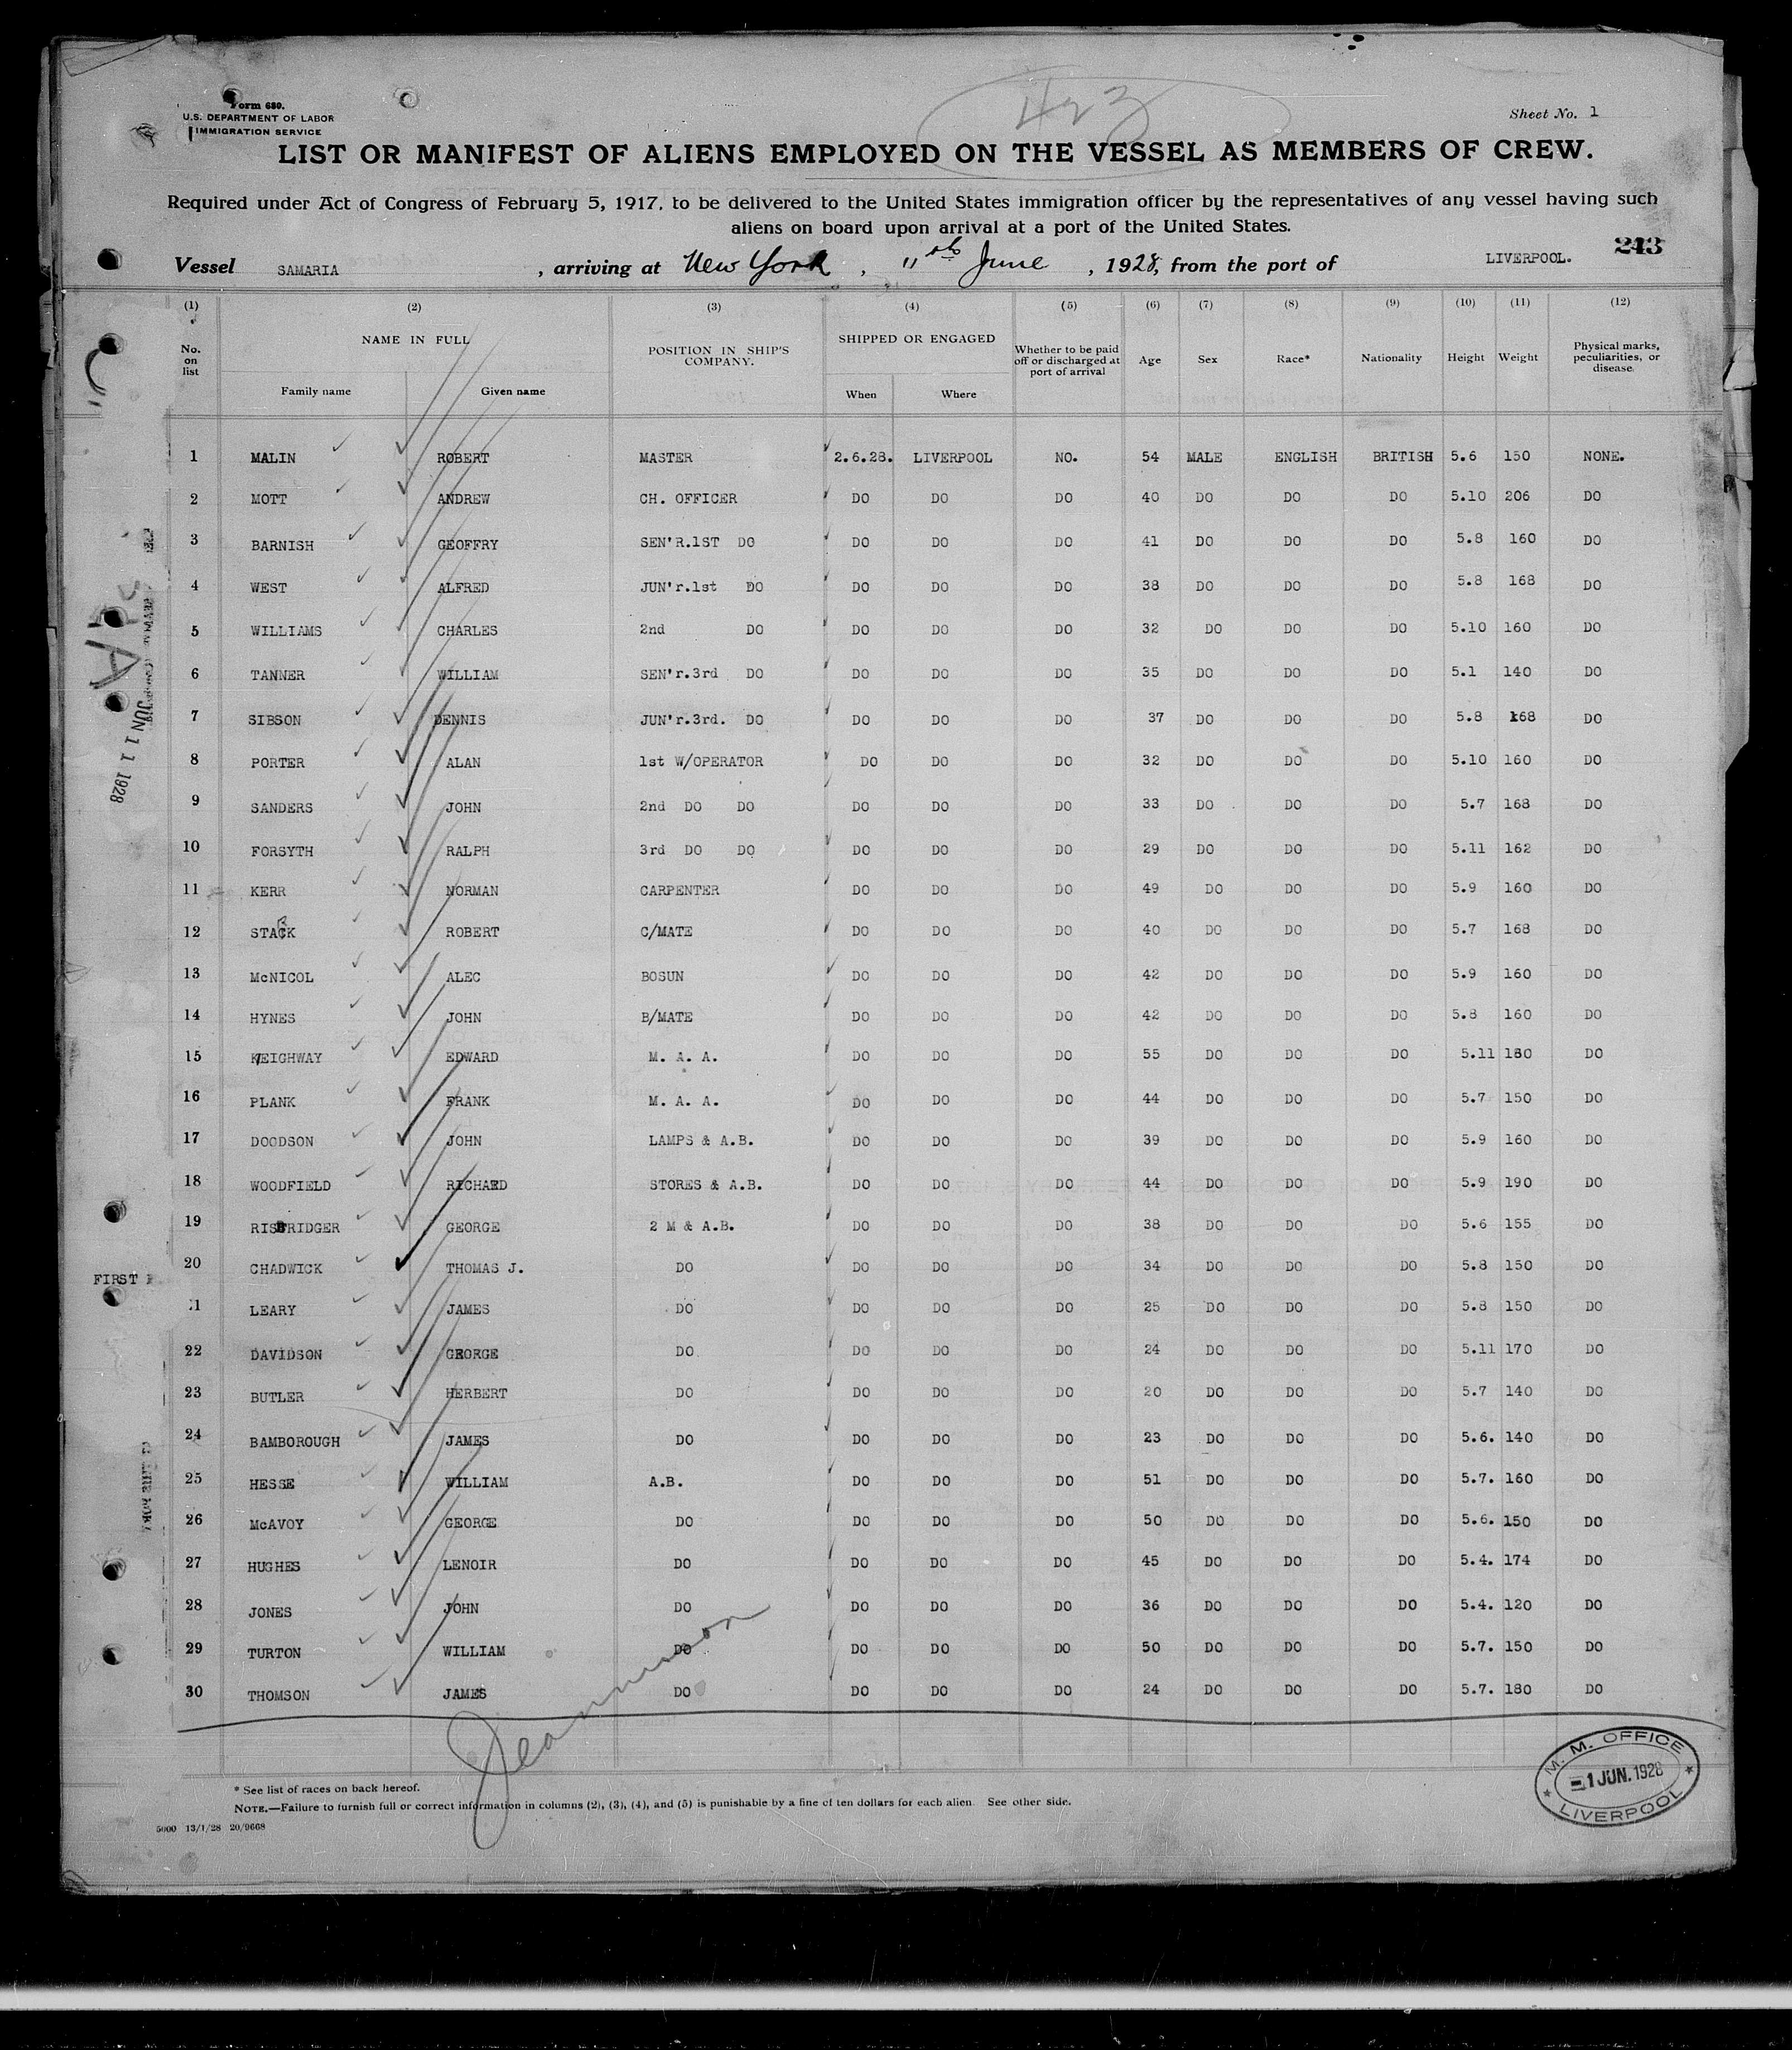 423
Form 680.
U.S. DEPARTMENT OF LABOR
IMMIGRATION SERVICE
Sheet No. 1
LIST OR MANIFEST OF ALIENS EMPLOYED ON THE VESSEL AS MEMBERS OF CREW.
Required under Act of Congress of February 5, 1917, to be delivered to the United States immigration officer by the representatives of any vessel having such
aliens on board upon arrival at a port of the United States.
243
Vessel SAMARIA , arriving at New York , 11th June , 1928, from the port of LIVERPOOL.
(1) (2) (3) (4) (5) (6) (7) (8) (9) (10) (11) (12)
No. on list NAME IN FULL Family name Given name POSITION IN SHIP'S COMPANY. SHIPPED OR ENGAGED When Where Whether to be paid off or discharged at port of arrival Age Sex Race* Nationality Height Weight Physical marks, peculiarities, or disease.
1 MALIN ROBERT MASTER 2.6.28. LIVERPOOL NO. 54 MALE ENGLISH BRITISH 5.6 150 NONE.
2 MOTT ANDREW CH. OFFICER DO DO DO 40 DO DO DO 5.10 206 DO
3 BARNISH GEOFFRY SEN'R.1ST DO DO DO DO 41 DO DO DO 5.8 160 DO
4 WEST ALFRED JUN'r.1st DO DO DO DO 38 DO DO DO 5.8 168 DO
5 WILLIAMS CHARLES 2nd DO DO DO DO 32 DO DO DO 5.10 160 DO
6 TANNER WILLIAM SEN'r.3rd DO DO DO DO 35 DO DO DO 5.1 140 DO
7 SIBSON DENNIS JUN'r.3rd. DO DO DO DO 37 DO DO DO 5.8 168 DO
8 PORTER ALAN 1st W/OPERATOR DO DO DO 32 DO DO DO 5.10 160 DO
9 SANDERS JOHN 2nd DO DO DO DO DO 33 DO DO DO 5.7 168 DO
10 FORSYTH RALPH 3rd DO DO DO DO DO 29 DO DO DO 5.11 162 DO
11 KERR NORMAN CARPENTER DO DO DO 49 DO DO DO 5.9 160 DO
12 STACK ROBERT C/MATE DO DO DO 40 DO DO DO 5.7 168 DO
13 McNICOL ALEC BOSUN DO DO DO 42 DO DO DO 5.9 160 DO
14 HYNES JOHN B/MATE DO DO DO 42 DO DO DO 5.8 160 DO
15 KEIGHWAY EDWARD M. A. A. DO DO DO 55 DO DO DO 5.11 180 DO
16 PLANK FRANK M. A. A. DO DO DO 44 DO DO DO 5.7 150 DO
17 DOODSON JOHN LAMPS & A.B. DO DO DO 39 DO DO DO 5.9 160 DO
18 WOODFIELD RICHARD STORES & A.B. DO DO DO 44 DO DO DO 5.9 190 DO
19 RISBRIDGER GEORGE 2 M & A.B. DO DO DO 38 DO DO DO 5.6 155 DO
20 CHADWICK THOMAS J. DO DO DO DO 34 DO DO DO 5.8 150 DO
21 LEARY JAMES DO DO DO DO 25 DO DO DO 5.8 150 DO
22 DAVIDSON GEORGE DO DO DO DO 24 DO DO DO 5.11 170 DO
23 BUTLER HERBERT DO DO DO DO 20 DO DO DO 5.7 140 DO
24 BAMBOROUGH JAMES DO DO DO DO 23 DO DO DO 5.6. 140 DO
25 HESSE WILLIAM A.B. DO DO DO 51 DO DO DO 5.7. 160 DO
26 McAVOY GEORGE DO DO DO DO 50 DO DO DO 5.6. 150 DO
27 HUGHES LENOIR DO DO DO DO 45 DO DO DO 5.4. 174 DO
28 JONES JOHN DO DO DO DO 36 DO DO DO 5.4. 120 DO
29 TURTON WILLIAM DO DO DO DO 50 DO DO DO 5.7. 150 DO
30 THOMSON JAMES DO DO DO DO 24 DO DO DO 5.7. 180 DO
JUN 11 1928
FIRST
M. M. OFFICE
1 JUN. 1928
LIVERPOOL
* See list of races on back hereof.
NOTE.—Failure to furnish full or correct information in columns (2), (3), (4), and (5) is punishable by a fine of ten dollars for each alien. See other side.
5000 13/1/28 20/9668